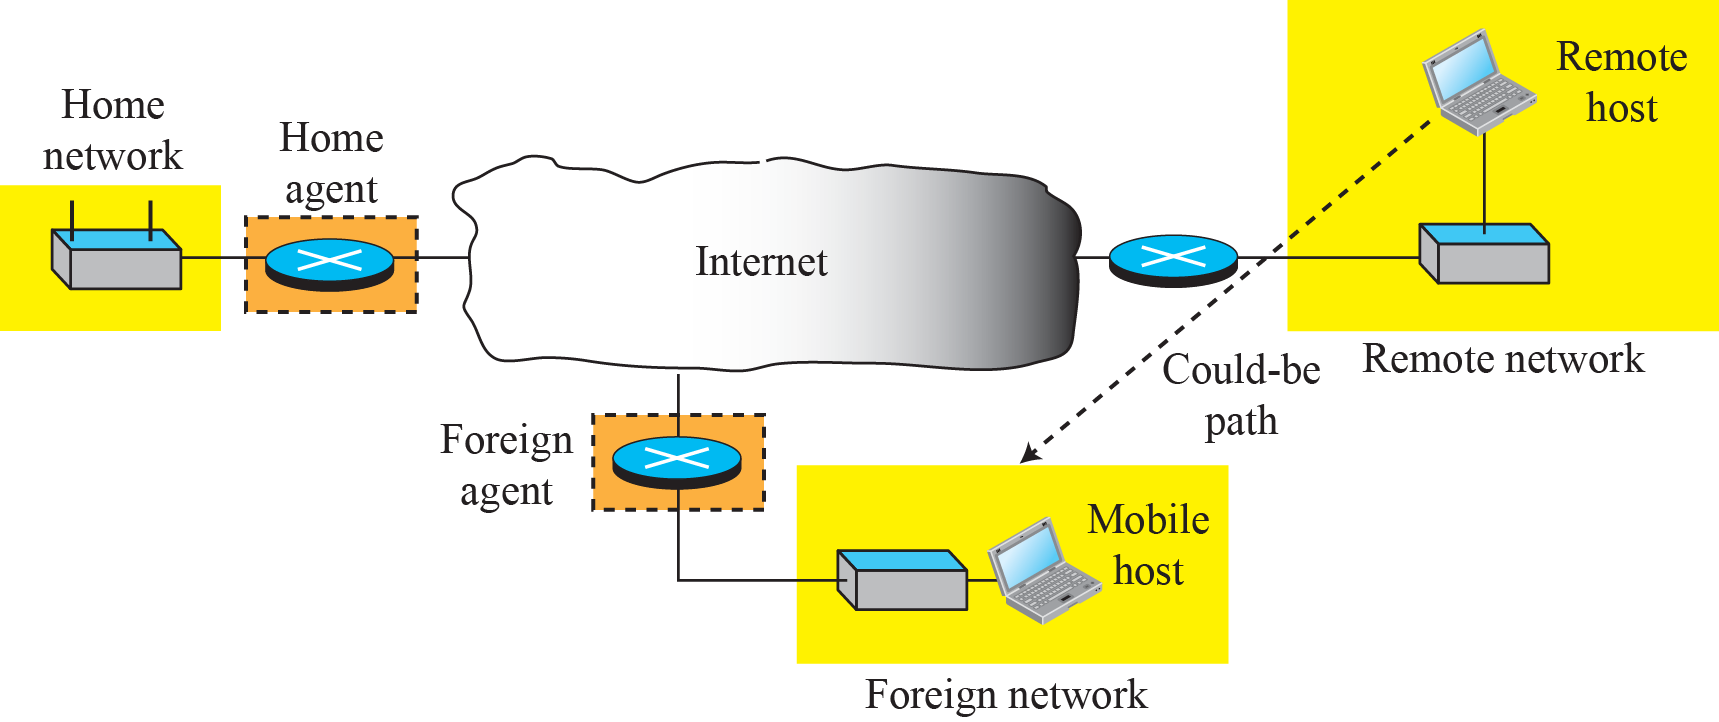 Home
network
Home
agent
Internet
Remote
host
Remote network
Could-be
path
Foreign
agent
Mobile
host
Foreign network